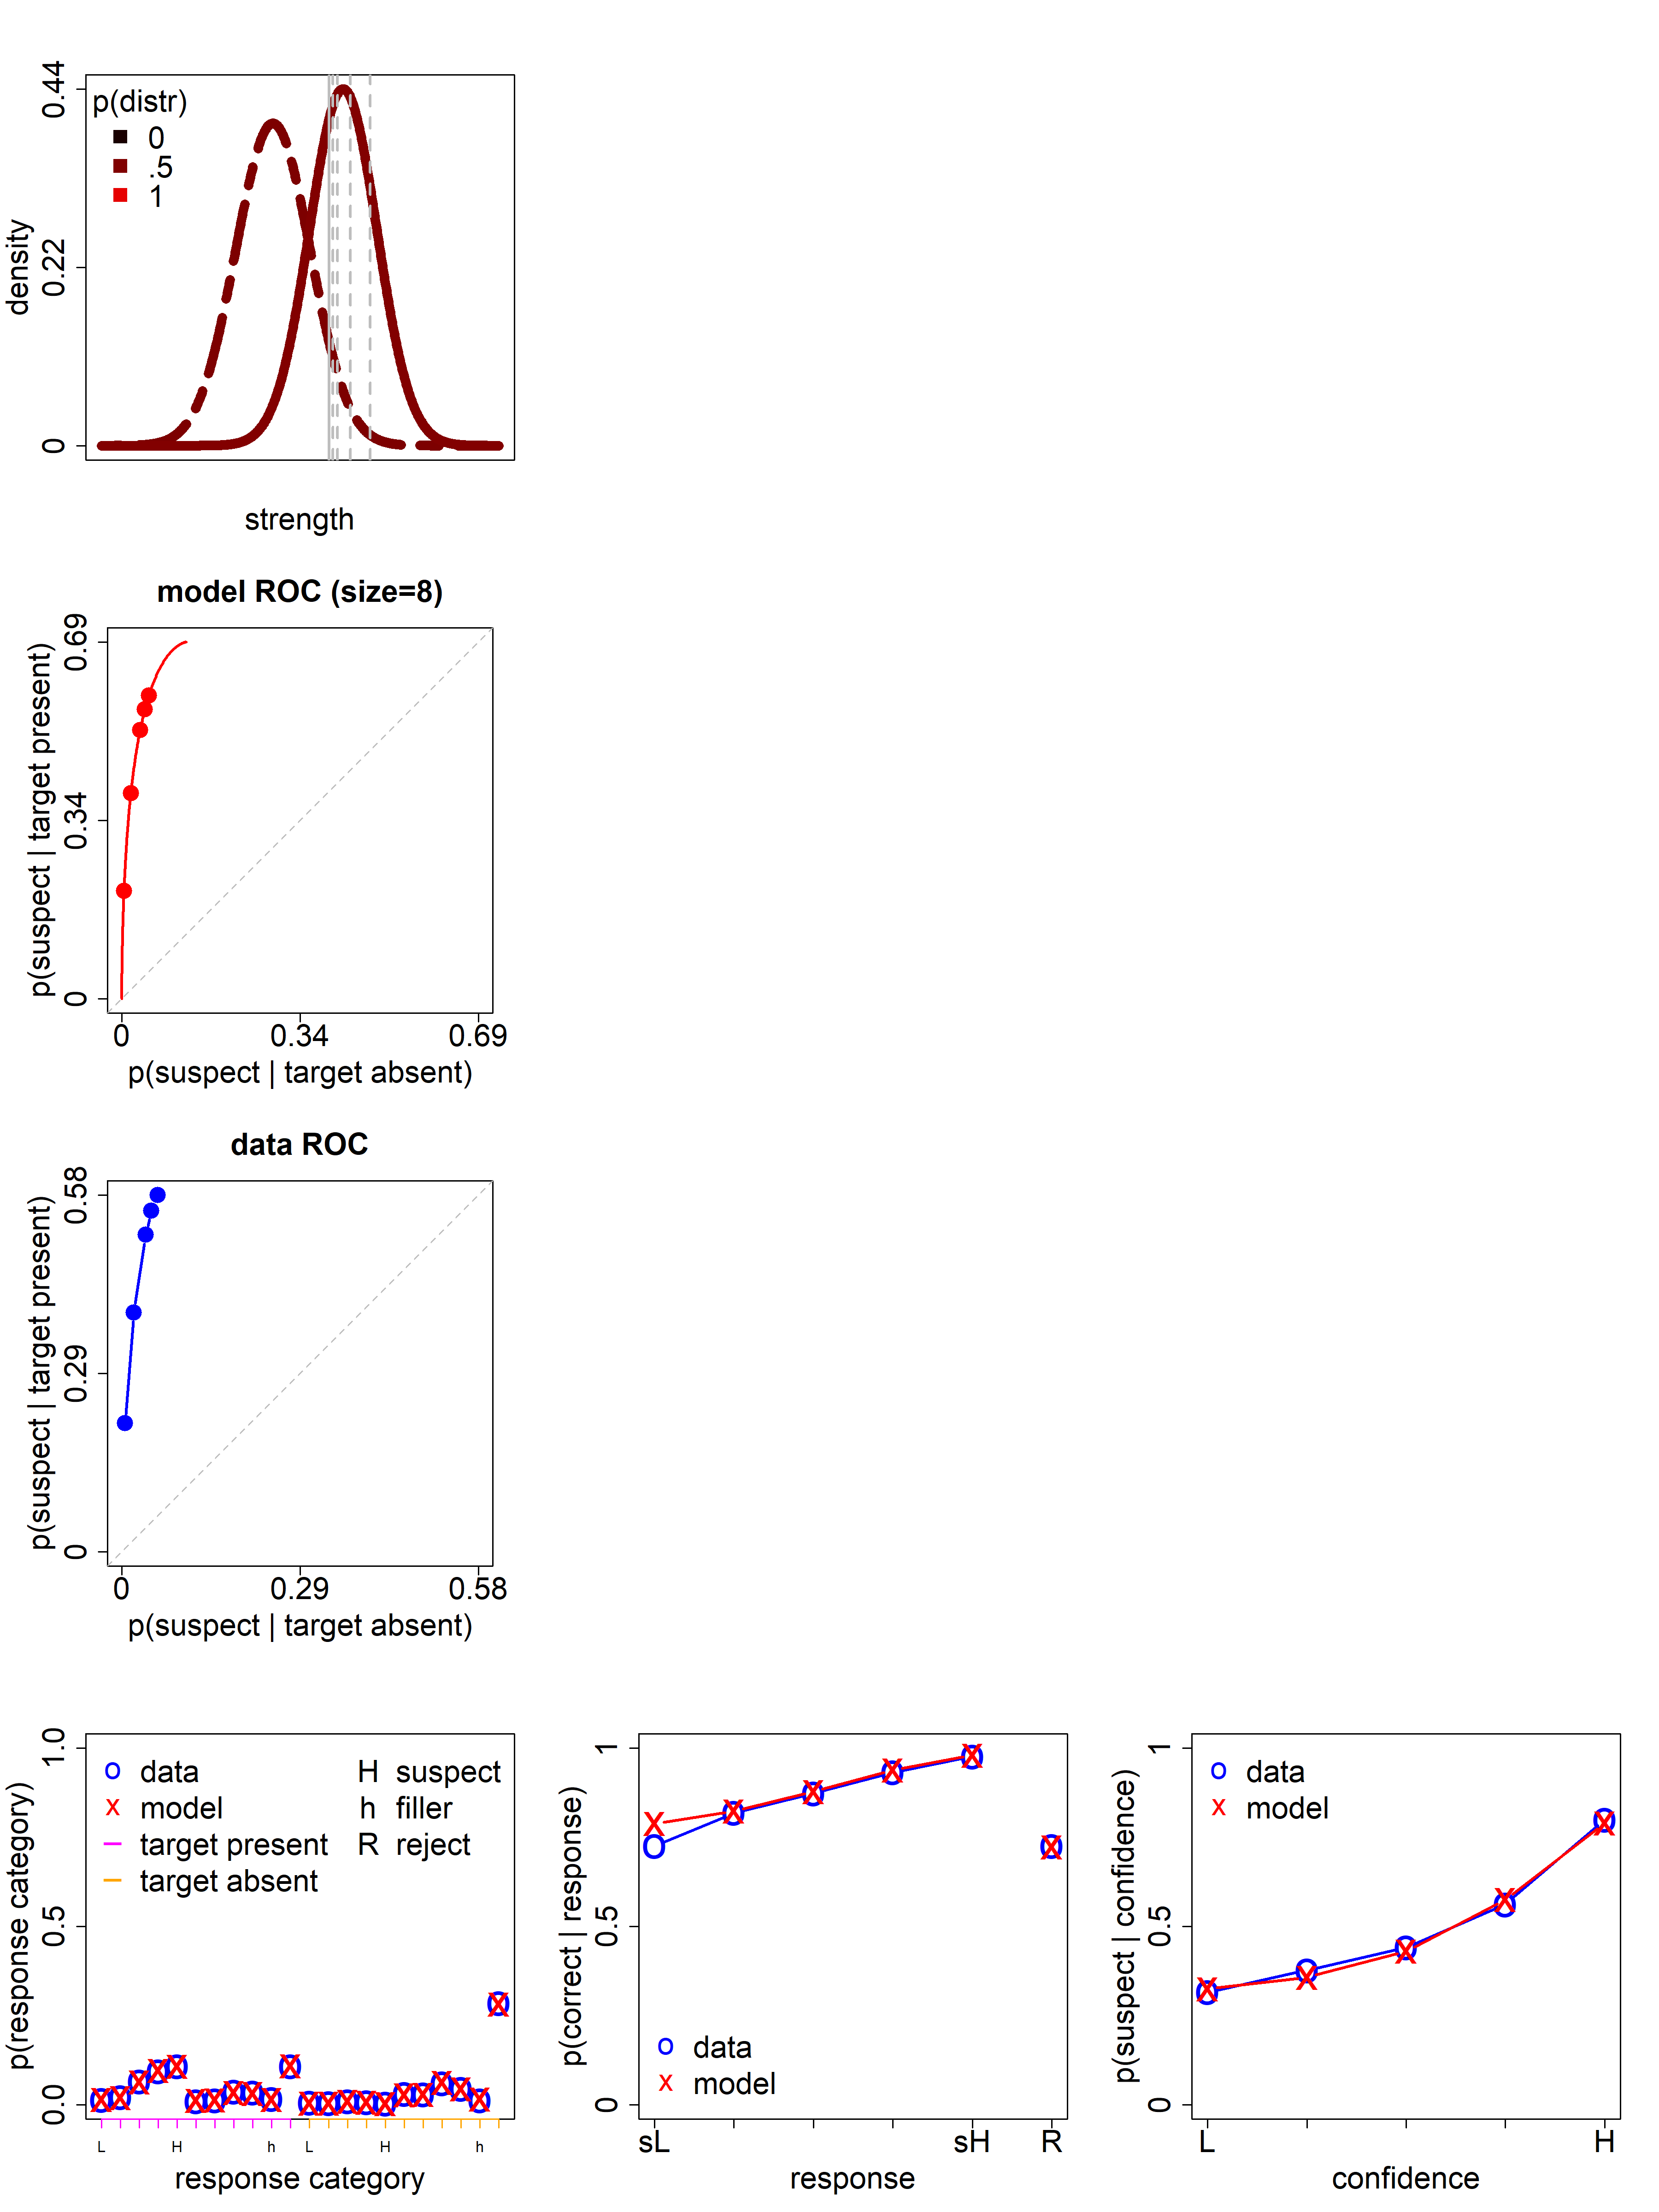 p(distr)
0
.5
1
0.44
0.22
0
density
strength
model ROC (size=8)
0.69
0.34
0
p(suspect | target present)
0 0.34 0.69
p(suspect | target absent)
data ROC
0.58
0.29
0
p(suspect | target present)
0 0.29 0.58
p(suspect | target absent)
1.0
0.5
0.0
p(response category)
o data H suspect
x model h filler
target present R reject
target absent
L H h L H h
response category
1
0.5
0
p(correct | response)
o data
x model
sL sH R
response
1
0.5
0
p(suspect | confidence)
o data
x model
L H
confidence